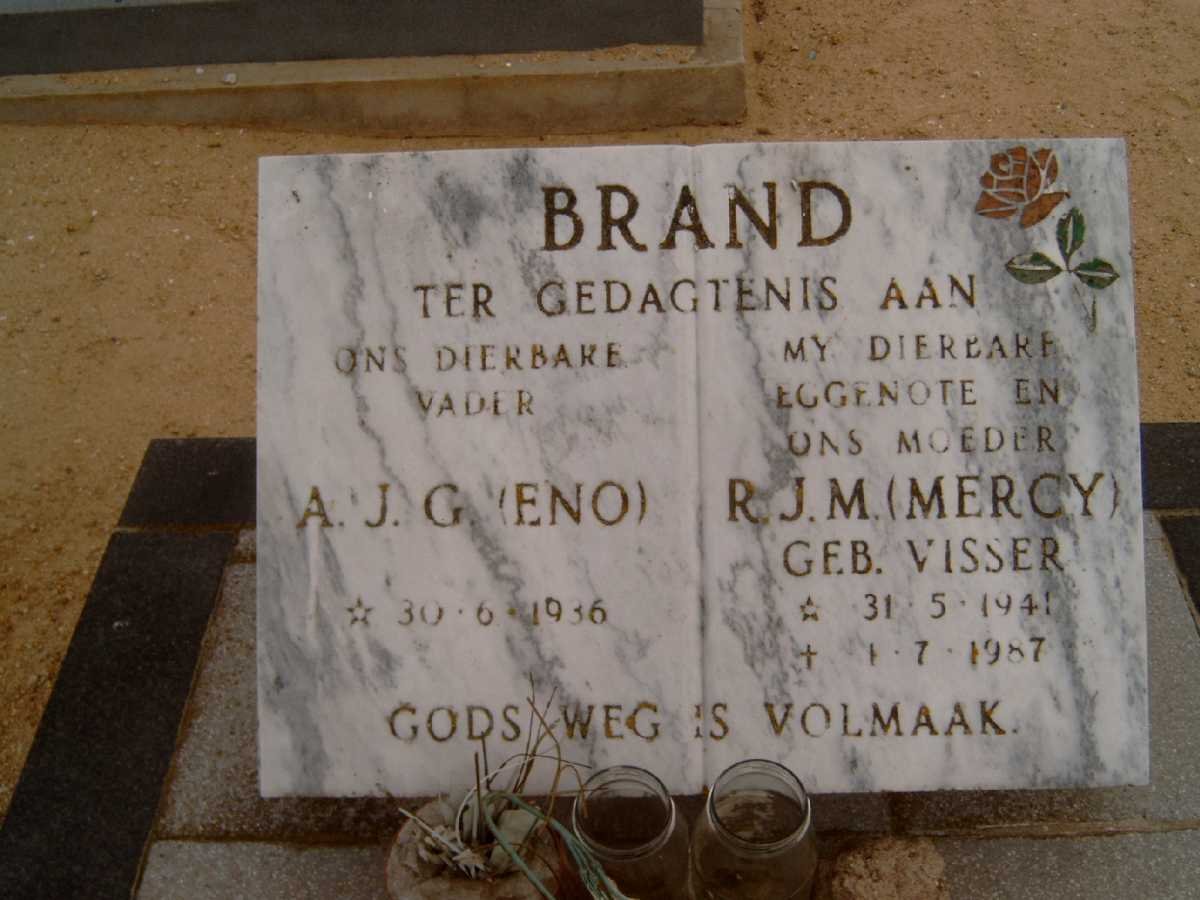 BRAND
TER GEDAGTENIS AAN
ONS DIERBARE
VADER
A. J. G. (ENO)
☆ 30·6·1936
MY DIERBARE
EGGENOTE EN
ONS MOEDER
R.J.M. (MERCY)
GEB. VISSER
☆ 31·5·1941
+ 1·7·1987
GODS WEG IS VOLMAAK.